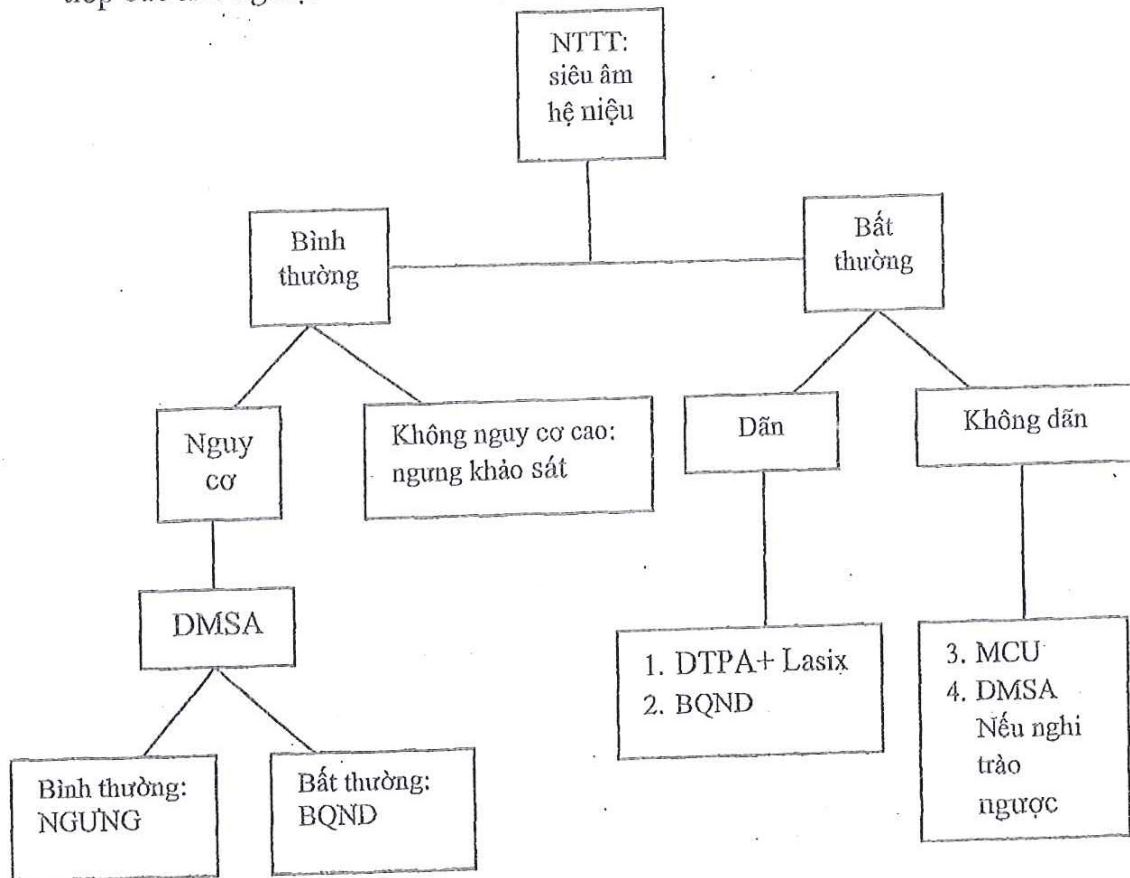 NTTT:
siêu âm
hệ niệu
Bình
thường
Bất
thường
Nguy
cơ
Không nguy cơ cao:
ngưng khảo sát
Dãn
Không dãn
DMSA
1. DTPA+ Lasix
2. BQND
3. MCU
4. DMSA
Nếu nghi
trào
ngược
Bình thường:
NGƯNG
Bất thường:
BQND